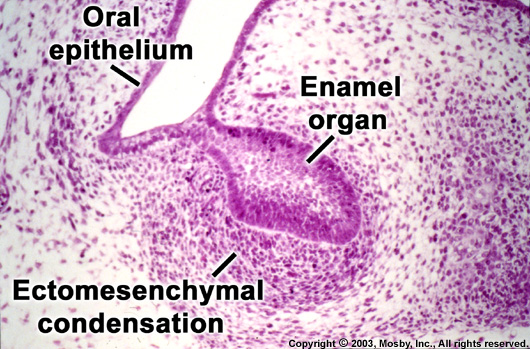 Oral
epithelium
Enamel
organ
Ectomesenchymal
condensation
Copyright © 2003, Mosby, Inc., All rights reserved.